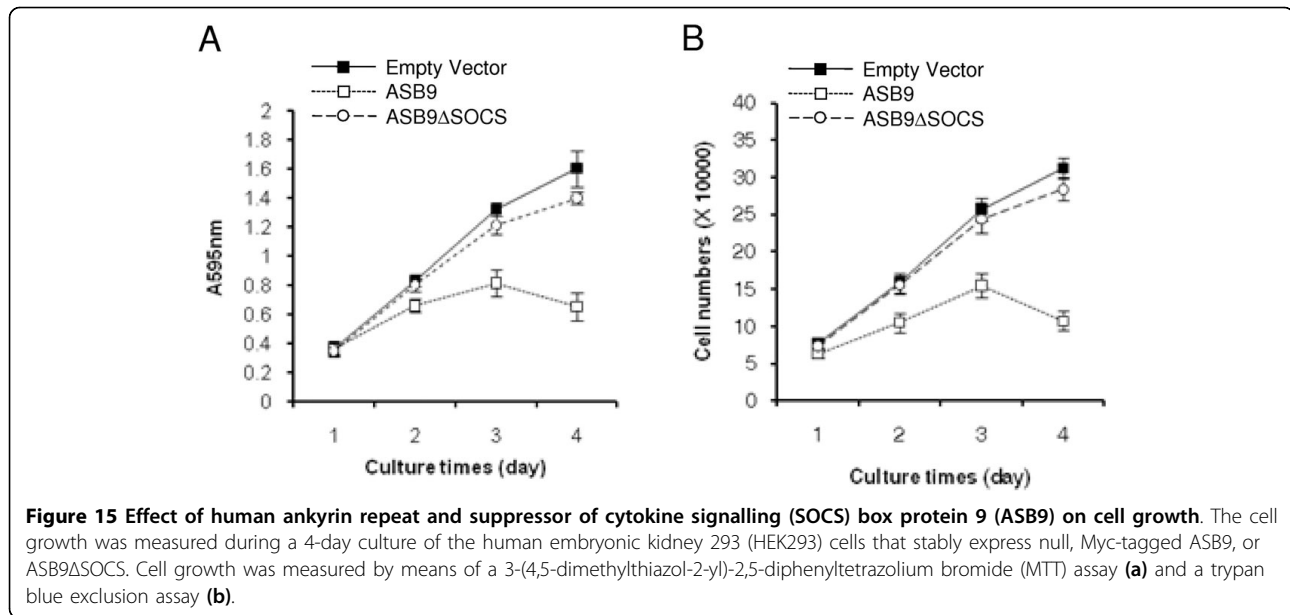 A
Empty Vector
ASB9
ASB9ΔSOCS
2
1.8
1.6
1.4
1.2
1
0.8
0.6
0.4
0.2
0
A595nm
1 2 3 4
Culture times (day)
B
Empty Vector
ASB9
ASB9ΔSOCS
40
35
30
25
20
15
10
5
0
Cell numbers (X 10000)
1 2 3 4
Culture times (day)
Figure 15 Effect of human ankyrin repeat and suppressor of cytokine signalling (SOCS) box protein 9 (ASB9) on cell growth. The cell
growth was measured during a 4-day culture of the human embryonic kidney 293 (HEK293) cells that stably express null, Myc-tagged ASB9, or
ASB9ΔSOCS. Cell growth was measured by means of a 3-(4,5-dimethylthiazol-2-yl)-2,5-diphenyltetrazolium bromide (MTT) assay (a) and a trypan
blue exclusion assay (b).